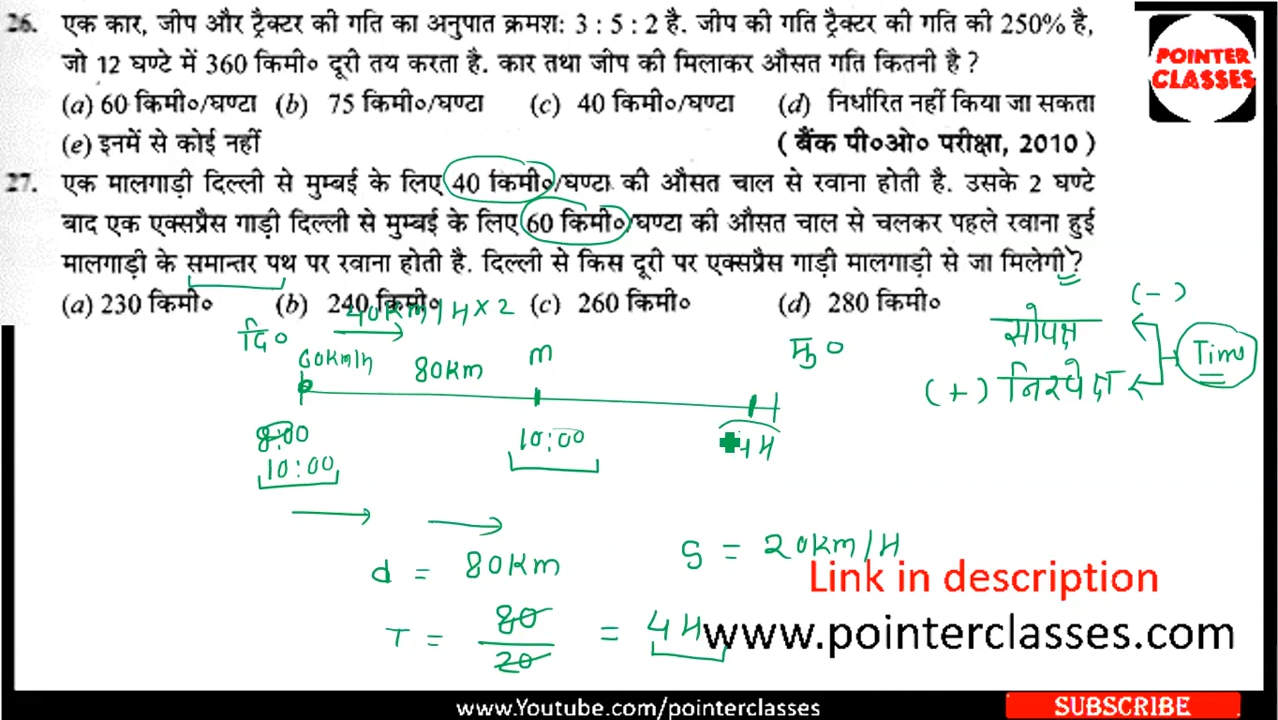 26. एक कार, जीप और ट्रैक्टर की गति का अनुपात क्रमश: 3 : 5 : 2 है. जीप की गति ट्रैक्टर की गति की 250% है,
जो 12 घण्टे में 360 किमी० दूरी तय करता है. कार तथा जीप की मिलाकर औसत गति कितनी है ?
(a) 60 किमी०/घण्टा (b) 75 किमी०/घण्टा (c) 40 किमी०/घण्टा (d) निर्धारित नहीं किया जा सकता
(e) इनमें से कोई नहीं ( बैंक पी०ओ० परीक्षा, 2010 )
POINTER
CLASSES
27. एक मालगाड़ी दिल्ली से मुम्बई के लिए 40 किमी०/घण्टा की औसत चाल से रवाना होती है. उसके 2 घण्टे
बाद एक एक्सप्रैस गाड़ी दिल्ली से मुम्बई के लिए 60 किमी०/घण्टा की औसत चाल से चलकर पहले रवाना हुई
मालगाड़ी के समान्तर पथ पर रवाना होती है. दिल्ली से किस दूरी पर एक्सप्रैस गाड़ी मालगाड़ी से जा मिलेगी ?
(a) 230 किमी० (b) 240 किमी० (c) 260 किमी० (d) 280 किमी०
40KM/H×2
दि०
60KM/h 80KM m
मु०
8:00 10:00 4H
10:00
(-)
सोपक्ष
Time
(+) निरपेक्ष
d = 80KM S = 20KM/H
T = 80/20 = 4H
Link in description
www.pointerclasses.com
www.Youtube.com/pointerclasses
SUBSCRIBE